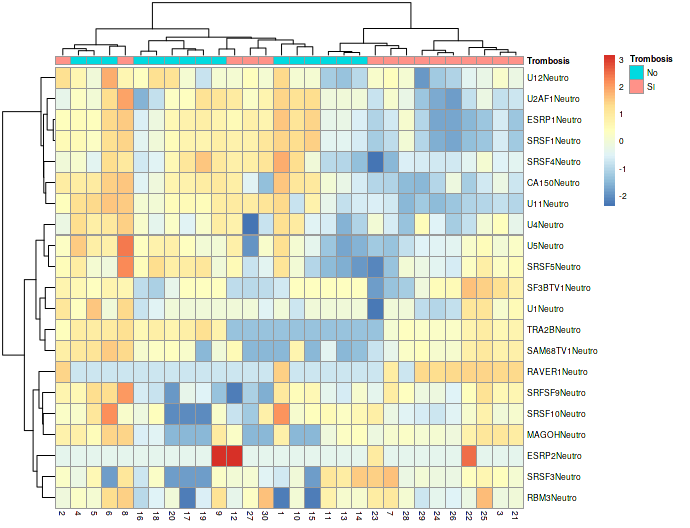 Trombosis
U12Neutro
U2AF1Neutro
ESRP1Neutro
SRSF1Neutro
SRSF4Neutro
CA150Neutro
U11Neutro
U4Neutro
U5Neutro
SRSF5Neutro
SF3BTV1Neutro
U1Neutro
TRA2BNeutro
SAM68TV1Neutro
RAVER1Neutro
SRFSF9Neutro
SRSF10Neutro
MAGOHNeutro
ESRP2Neutro
SRSF3Neutro
RBM3Neutro
2 4 5 6 8 16 18 20 17 19 9 12 27 30 1 10 15 11 13 14 23 7 28 29 24 26 22 25 3 21
3
2
1
0
-1
-2
Trombosis
No
SI